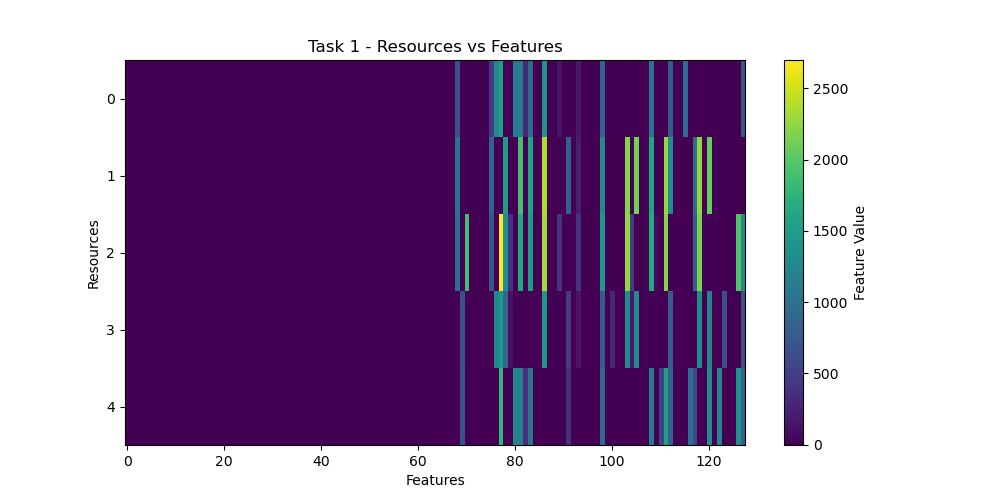 Task 1 - Resources vs Features
Resources
0
1
2
3
4
0 20 40 60 80 100 120
Features
2500
2000
1500
1000
500
0
Feature Value